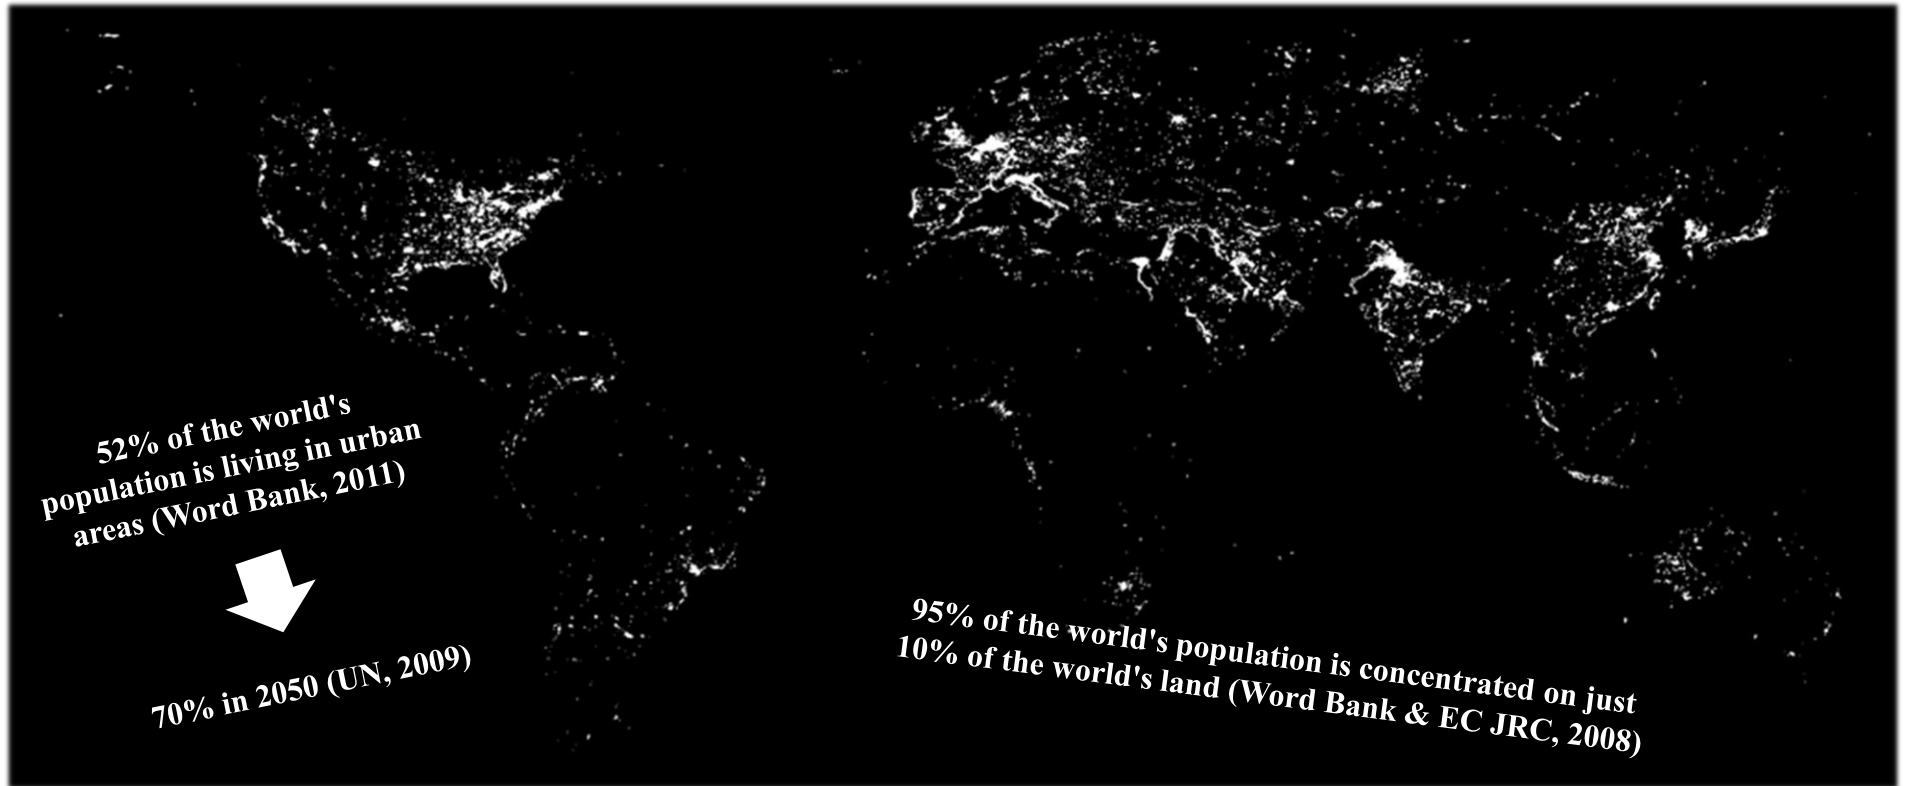 52% of the world's
population is living in urban
areas (Word Bank, 2011)
70% in 2050 (UN, 2009)
95% of the world's population is concentrated on just
10% of the world's land (Word Bank & EC JRC, 2008)